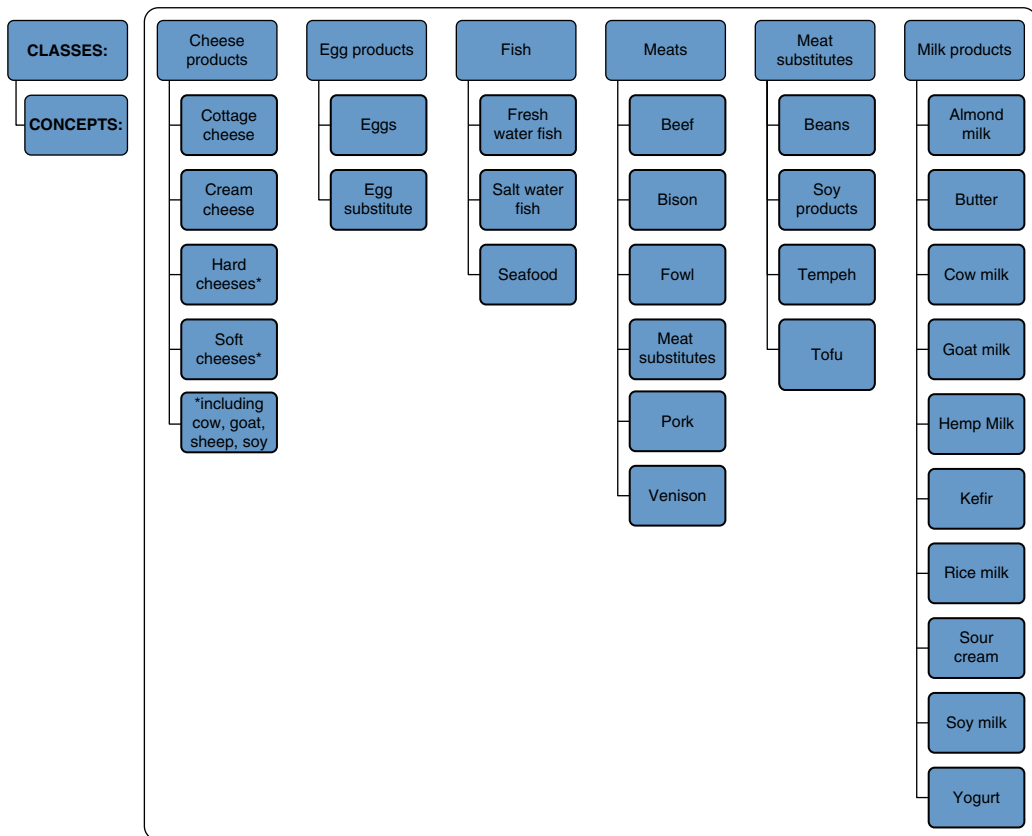 CLASSES:
CONCEPTS:
Cheese
products
Cottage
cheese
Cream
cheese
Hard
cheeses*
Soft
cheeses*
*including
cow, goat,
sheep, soy
Egg products
Eggs
Egg
substitute
Fish
Fresh
water fish
Salt water
fish
Seafood
Meats
Beef
Bison
Fowl
Meat
substitutes
Pork
Venison
Meat
substitutes
Beans
Soy
products
Tempeh
Tofu
Milk products
Almond
milk
Butter
Cow milk
Goat milk
Hemp Milk
Kefir
Rice milk
Sour
cream
Soy milk
Yogurt